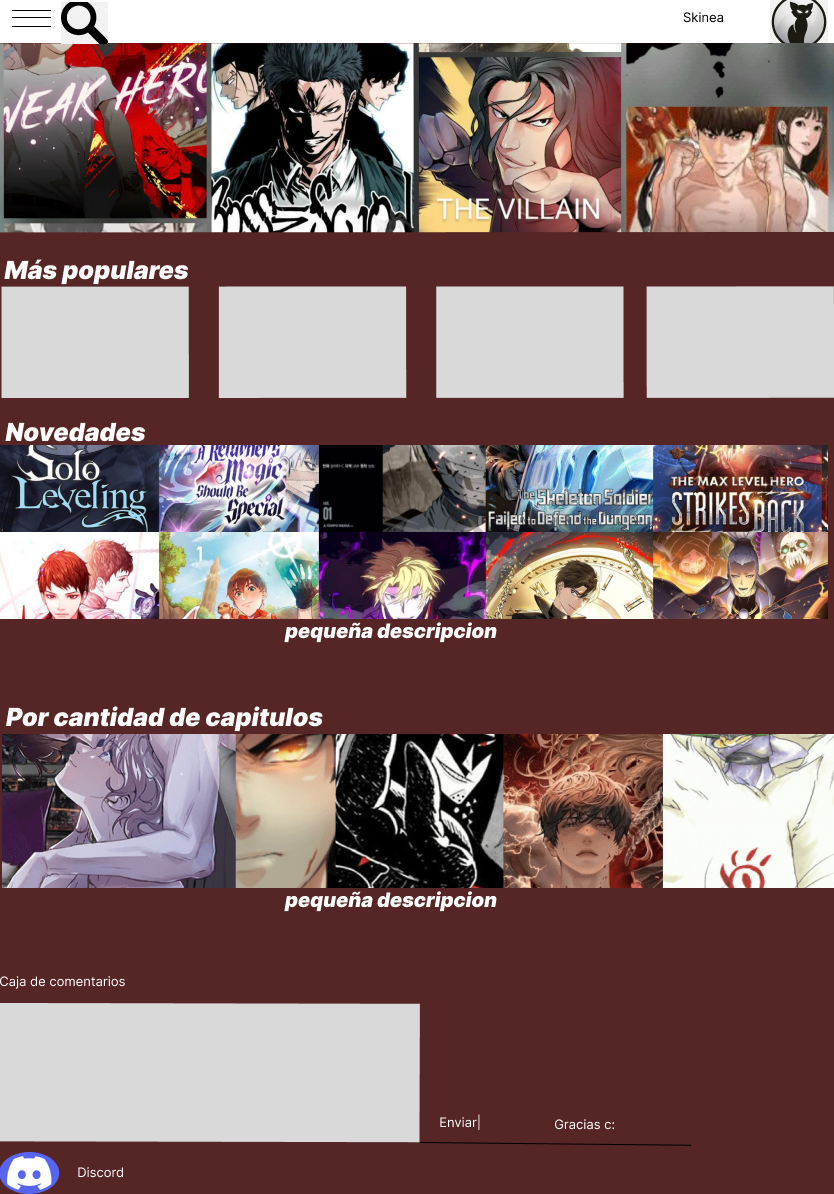 Skinea
WEAK HERO
THE VILLAIN
Más populares
Novedades
Solo
Leveling
A Returner's
Magic
Should Be
Special
01
The Skeleton Soldier
Failed to Defend the Dungeon
THE MAX LEVEL HERO
STRIKES BACK
1
pequeña descripcion
Por cantidad de capitulos
pequeña descripcion
Caja de comentarios
Enviar
Gracias c:
Discord